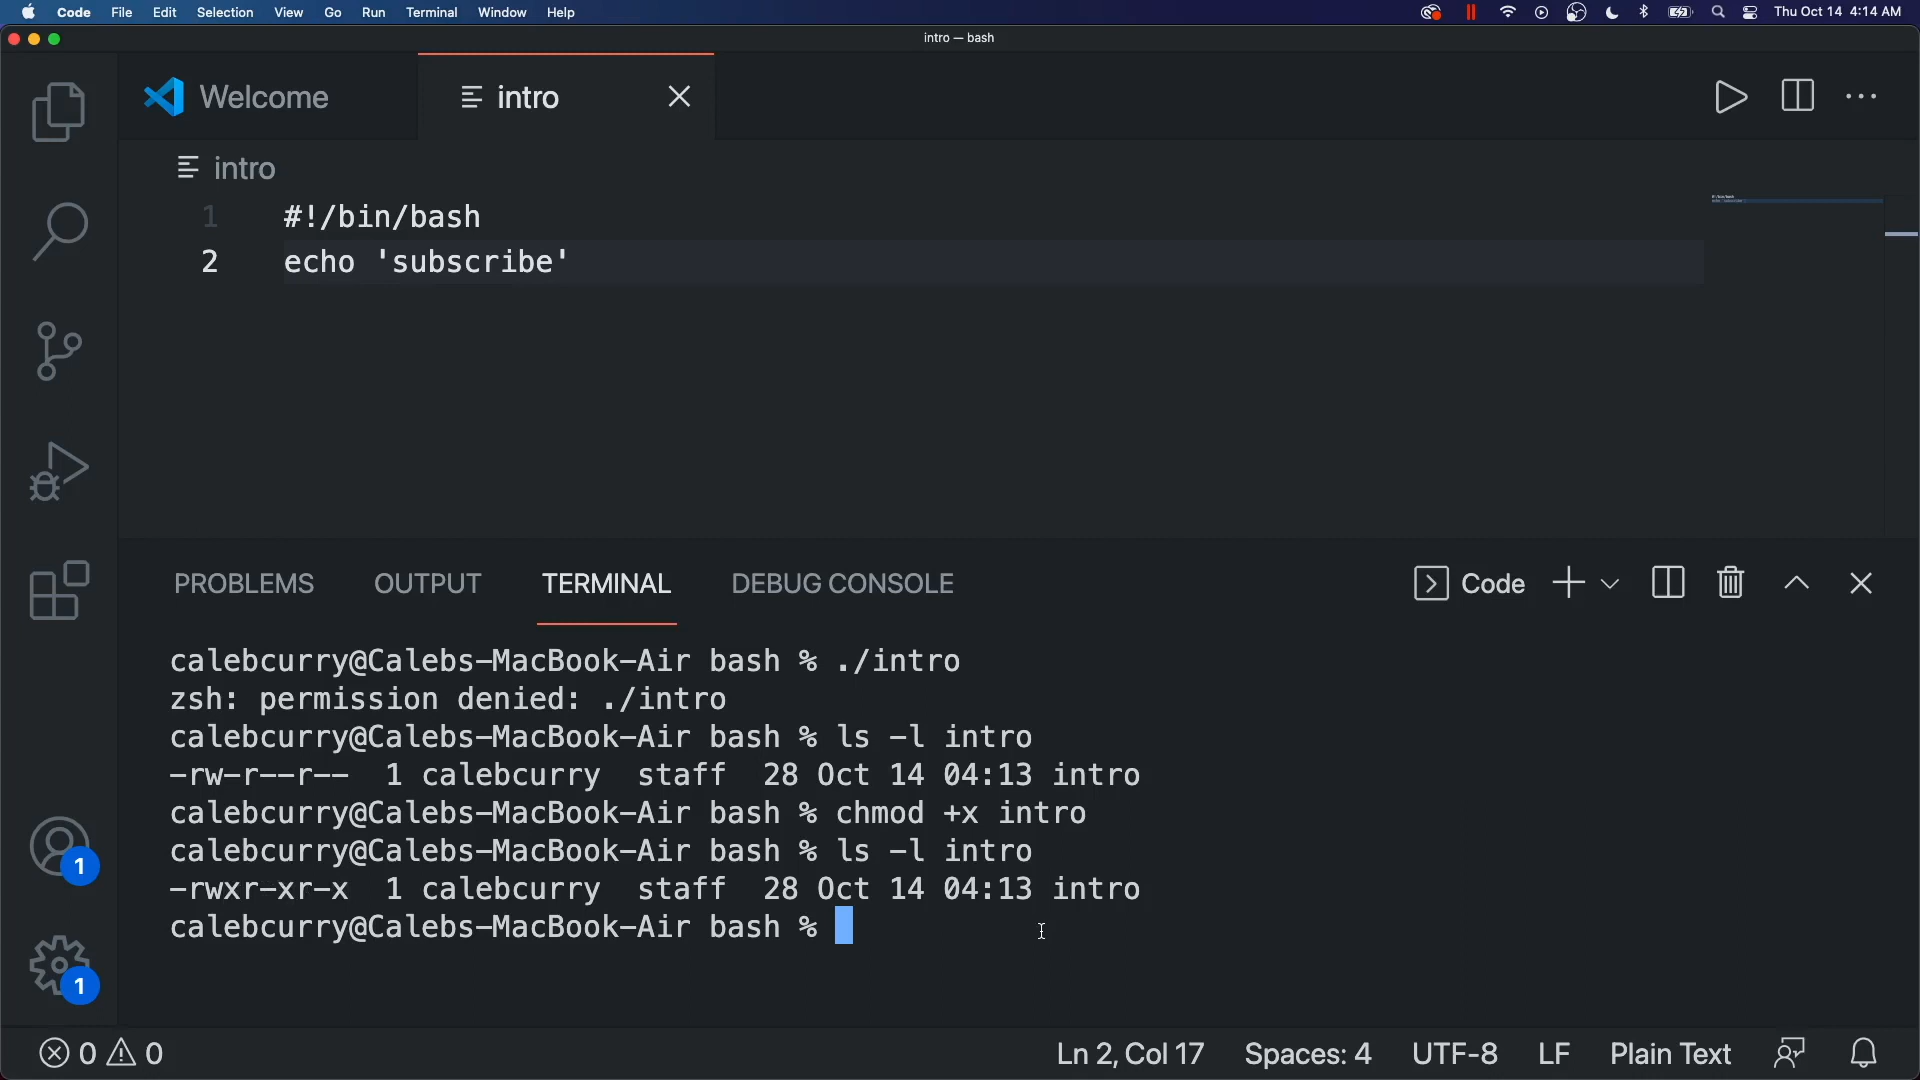 Code File Edit Selection View Go Run Terminal Window Help Thu Oct 14 4:14 AM
intro — bash
Welcome intro
intro
1 #!/bin/bash
2 echo 'subscribe'
PROBLEMS OUTPUT TERMINAL DEBUG CONSOLE Code
calebcurry@Calebs-MacBook-Air bash % ./intro
zsh: permission denied: ./intro
calebcurry@Calebs-MacBook-Air bash % ls -l intro
-rw-r--r-- 1 calebcurry staff 28 Oct 14 04:13 intro
calebcurry@Calebs-MacBook-Air bash % chmod +x intro
calebcurry@Calebs-MacBook-Air bash % ls -l intro
-rwxr-xr-x 1 calebcurry staff 28 Oct 14 04:13 intro
calebcurry@Calebs-MacBook-Air bash %
1
1
0 0 Ln 2, Col 17 Spaces: 4 UTF-8 LF Plain Text